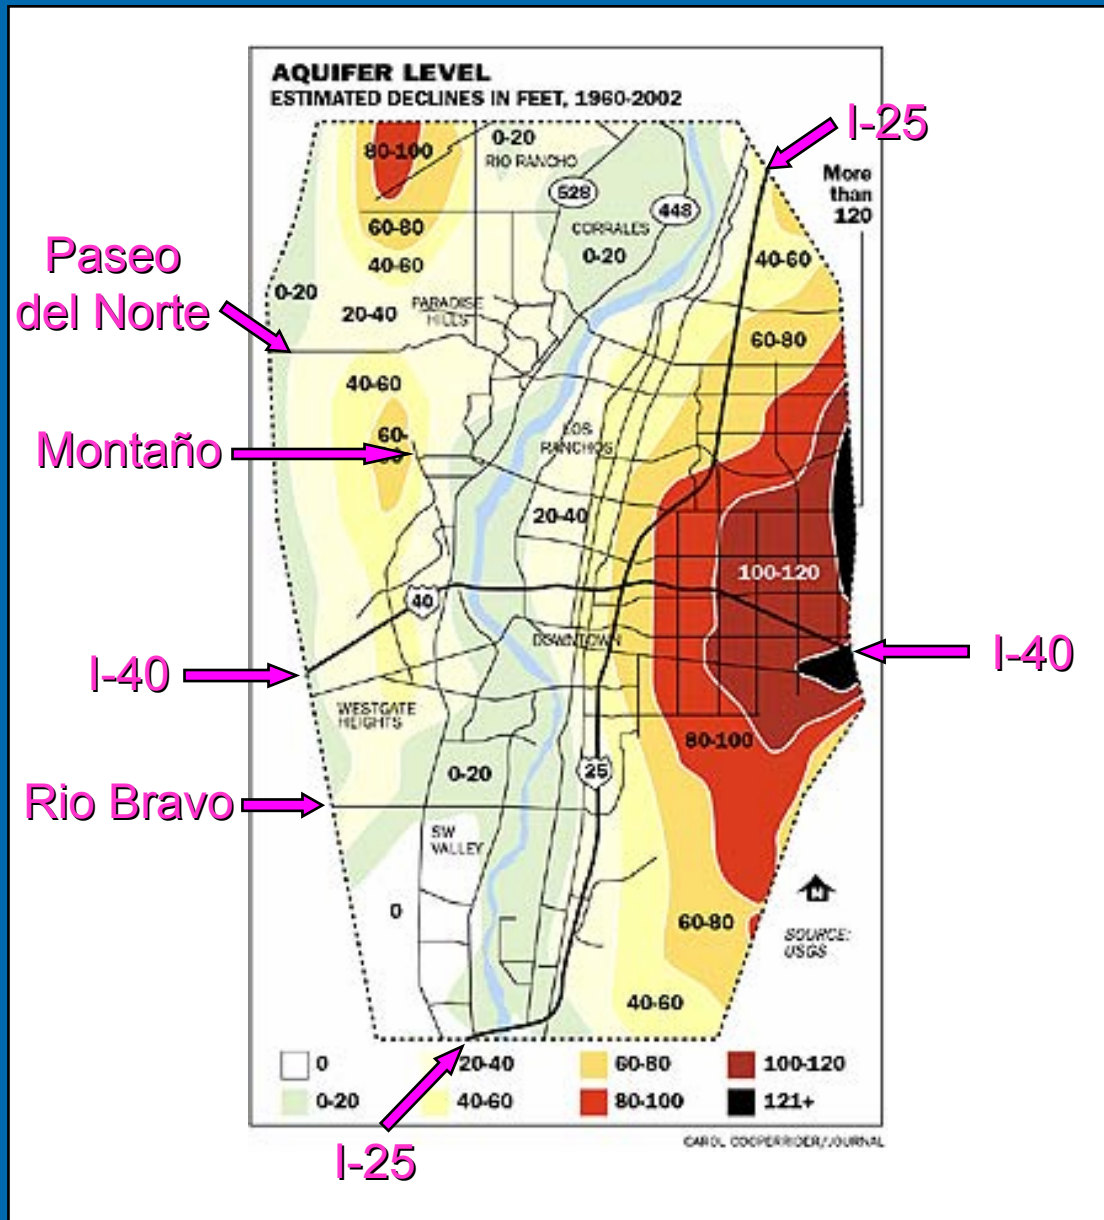 AQUIFER LEVEL
ESTIMATED DECLINES IN FEET, 1960-2002
I-25
More
than
120
80-100
0-20
RIO RANCHO
528
448
60-80
CORRALES
0-20
40-60
40-60
Paseo
del Norte
0-20
20-40
PARADISE
HILLS
60-80
40-60
Montaño
60-
LOS
RANCHOS
20-40
100-120
40
DOWNTOWN
I-40
I-40
WESTGATE
HEIGHTS
80-100
0-20
25
Rio Bravo
SW
VALLEY
0
N
60-80
SOURCE:
USGS
40-60
0
20-40
60-80
100-120
0-20
40-60
80-100
121+
CAROL COOPERRIDER/JOURNAL
I-25